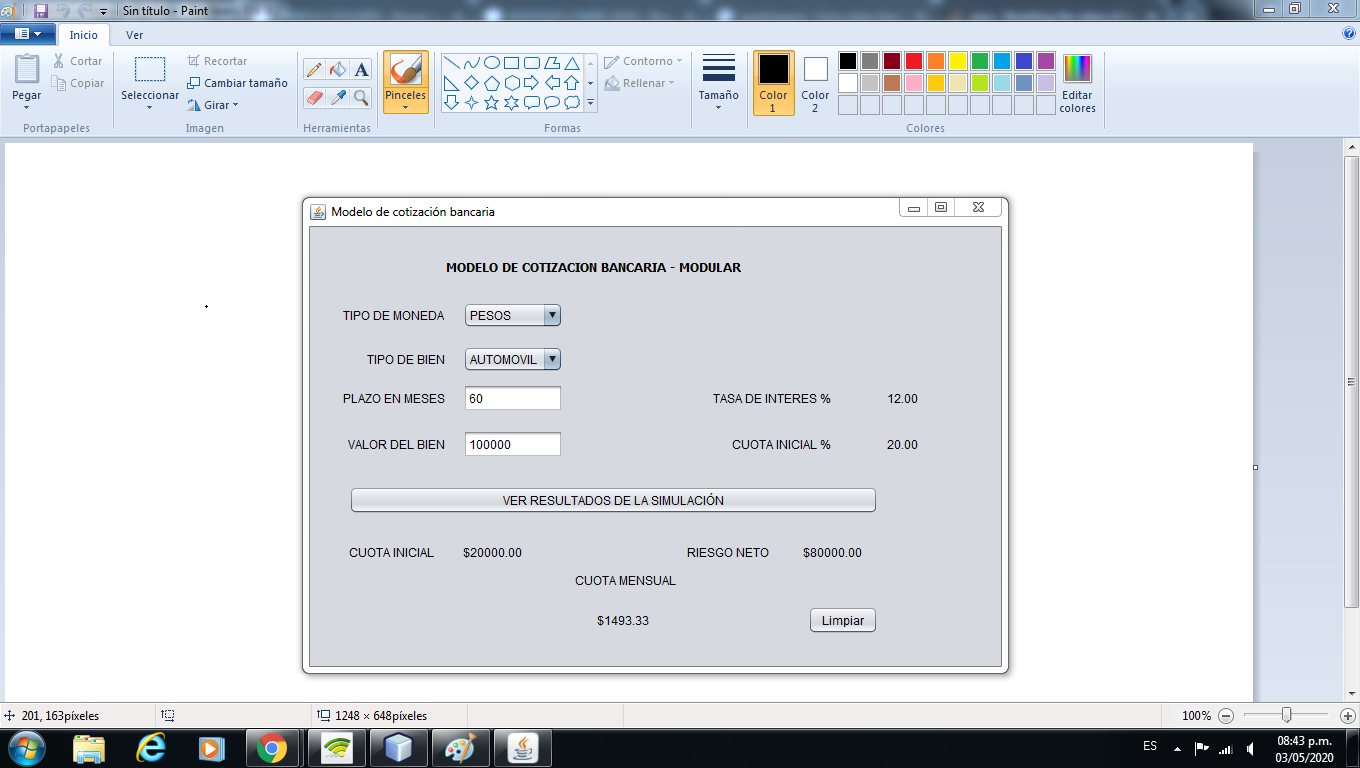 Sin título - Paint
Inicio Ver
Pegar
Cortar
Copiar
Portapapeles
Seleccionar
Recortar
Cambiar tamaño
Girar
Imagen
A
Herramientas
Pinceles
Contorno
Rellenar
Formas
Tamaño
Color
1
Color
2
Editar
colores
Colores
Modelo de cotización bancaria
MODELO DE COTIZACION BANCARIA - MODULAR
TIPO DE MONEDA PESOS
TIPO DE BIEN AUTOMOVIL
PLAZO EN MESES 60 TASA DE INTERES % 12.00
VALOR DEL BIEN 100000 CUOTA INICIAL % 20.00
VER RESULTADOS DE LA SIMULACIÓN
CUOTA INICIAL $20000.00 RIESGO NETO $80000.00
CUOTA MENSUAL
$1493.33 Limpiar
201, 163píxeles 1248 × 648píxeles 100%
ES 08:43 p.m.
03/05/2020